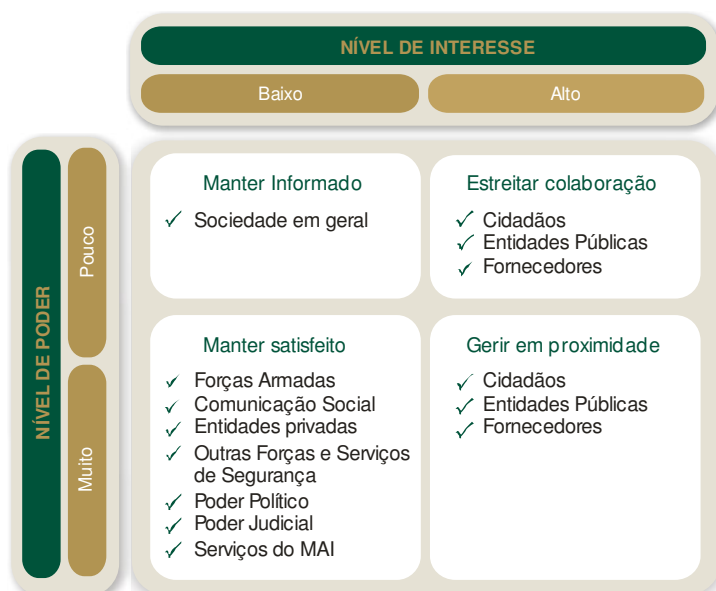 NÍVEL DE INTERESSE
Baixo
Alto
NÍVEL DE PODER
Pouco
Muito
Manter Informado
Sociedade em geral
Estreitar colaboração
Cidadãos
Entidades Públicas
Fornecedores
Manter satisfeito
Forças Armadas
Comunicação Social
Entidades privadas
Outras Forças e Serviços
de Segurança
Poder Político
Poder Judicial
Serviços do MAI
Gerir em proximidade
Cidadãos
Entidades Públicas
Fornecedores